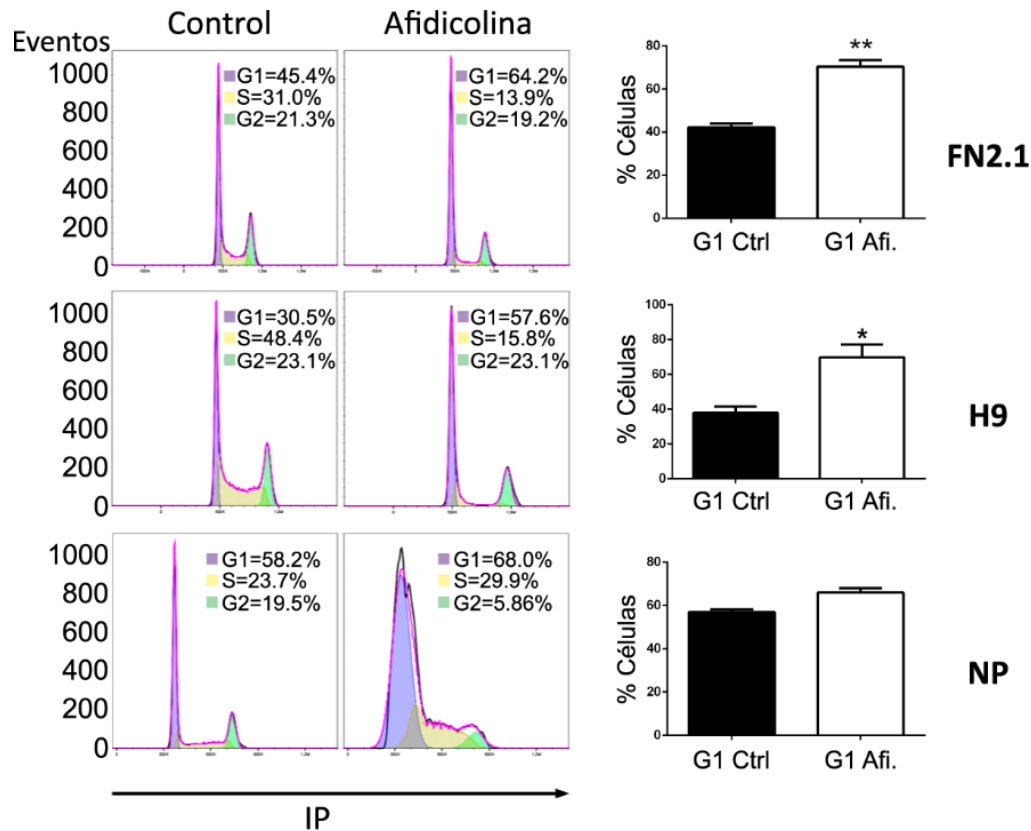 Control
Afidicolina
Eventos
1000
800
600
400
200
0
G1=45.4%
S=31.0%
G2=21.3%
G1=64.2%
S=13.9%
G2=19.2%
% Células
80
60
40
20
0
**
G1 Ctrl
G1 Afi.
FN2.1
1000
800
600
400
200
0
G1=30.5%
S=48.4%
G2=23.1%
G1=57.6%
S=15.8%
G2=23.1%
% Células
100
80
60
40
20
0
*
G1 Ctrl
G1 Afi.
H9
1000
800
600
400
200
0
G1=58.2%
S=23.7%
G2=19.5%
G1=68.0%
S=29.9%
G2=5.86%
% Células
80
60
40
20
0
G1 Ctrl
G1 Afi.
NP
IP